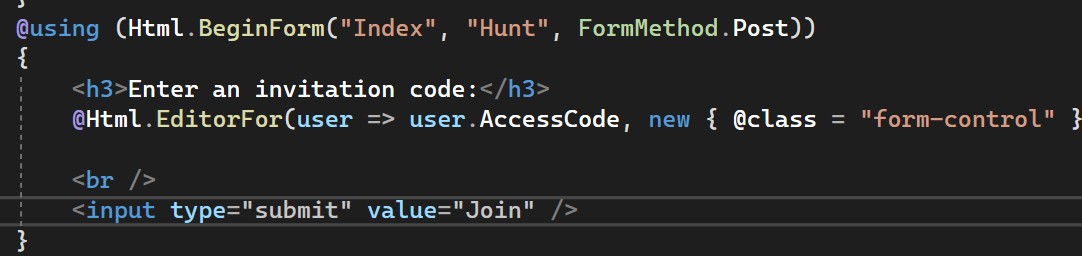 }
@using (Html.BeginForm("Index", "Hunt", FormMethod.Post))
{
<h3>Enter an invitation code:</h3>
@Html.EditorFor(user => user.AccessCode, new { @class = "form-control" }
<br />
<input type="submit" value="Join" />
}